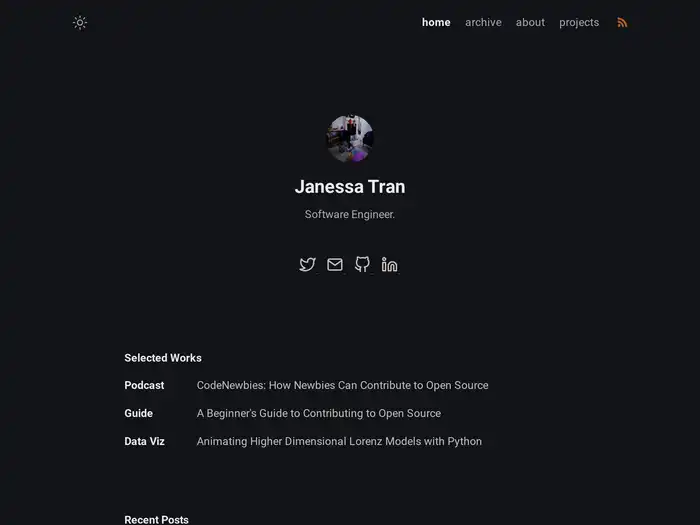 home archive about projects
Janessa Tran
Software Engineer.
Selected Works
Podcast CodeNewbies: How Newbies Can Contribute to Open Source
Guide A Beginner's Guide to Contributing to Open Source
Data Viz Animating Higher Dimensional Lorenz Models with Python
Recent Posts